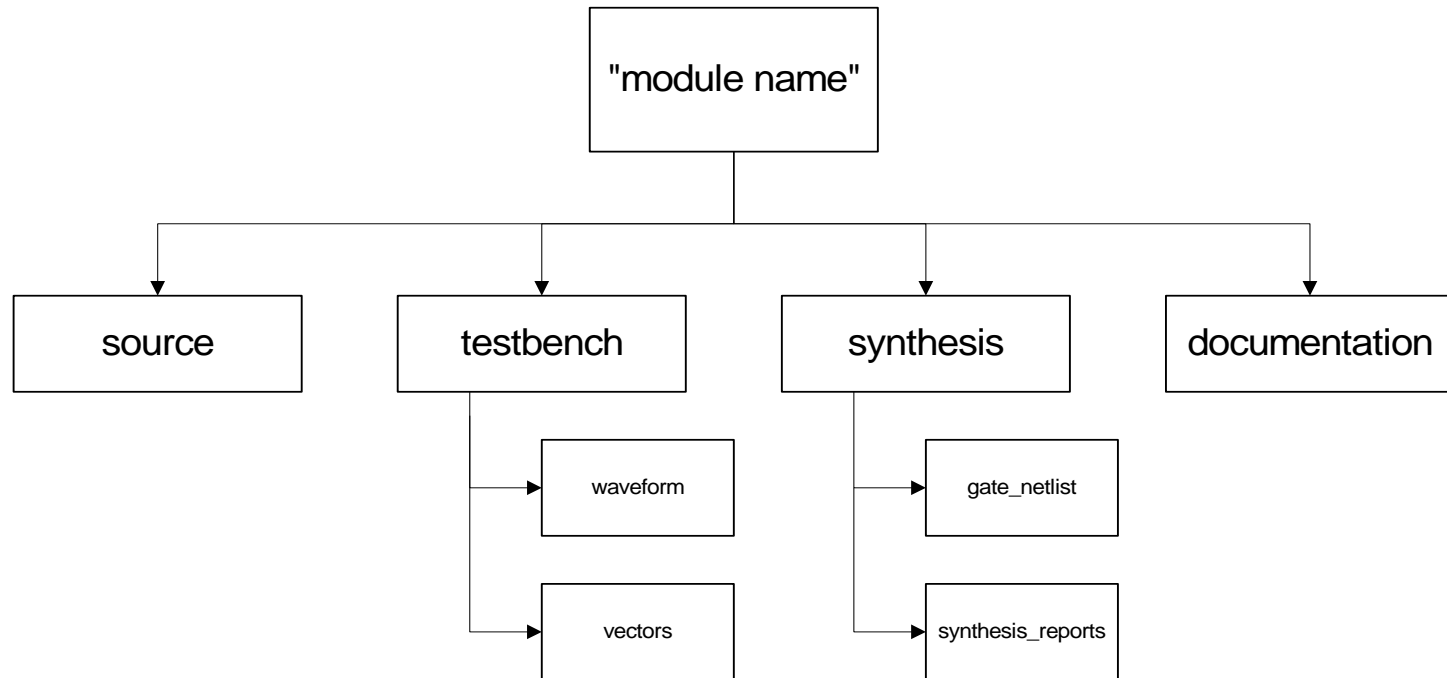 "module name"
source
testbench
synthesis
documentation
waveform
gate_netlist
vectors
synthesis_reports